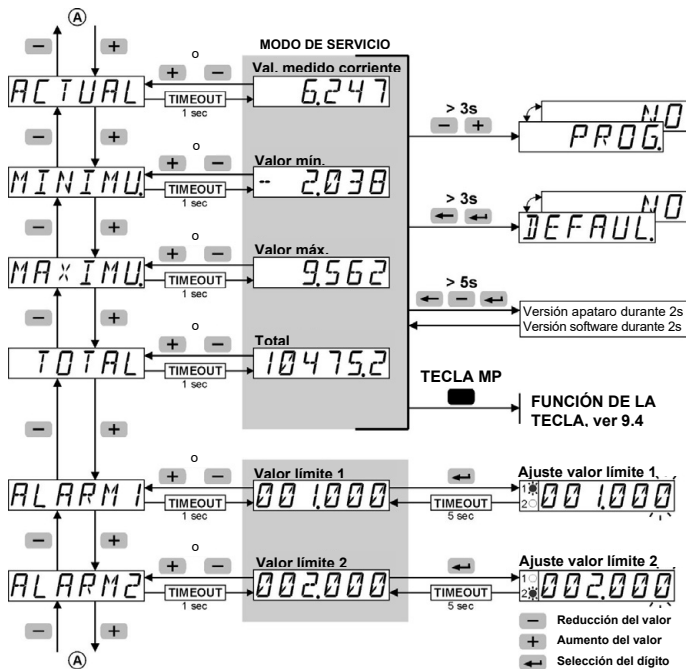 A
− +
o
MODO DE SERVICIO
+ −
Val. medido corriente
ACTUAL
TIMEOUT
1 sec
6.247
> 3s
− +
NO
PROG.
− +
o
+ −
Valor mín.
MINIMU.
TIMEOUT
1 sec
- 2.038
> 3s
NO
DEFAUL.
− +
o
+ −
Valor máx.
MAXIMU.
TIMEOUT
1 sec
9.562
> 5s
−
Versión apataro durante 2s
Versión software durante 2s
− +
o
+ −
Total
TOTAL
TIMEOUT
1 sec
10475.2
TECLA MP
FUNCIÓN DE LA
TECLA, ver 9.4
− +
o
+ −
Valor límite 1
Ajuste valor límite 1
ALARM1
TIMEOUT
1 sec
001.000
TIMEOUT
5 sec
1
2
001.000
− +
o
+ −
Valor límite 2
Ajuste valor límite 2
ALARM2
TIMEOUT
1 sec
002.000
TIMEOUT
5 sec
1
2
002.000
− +
− Reducción del valor
+ Aumento del valor
A
Selección del dígito